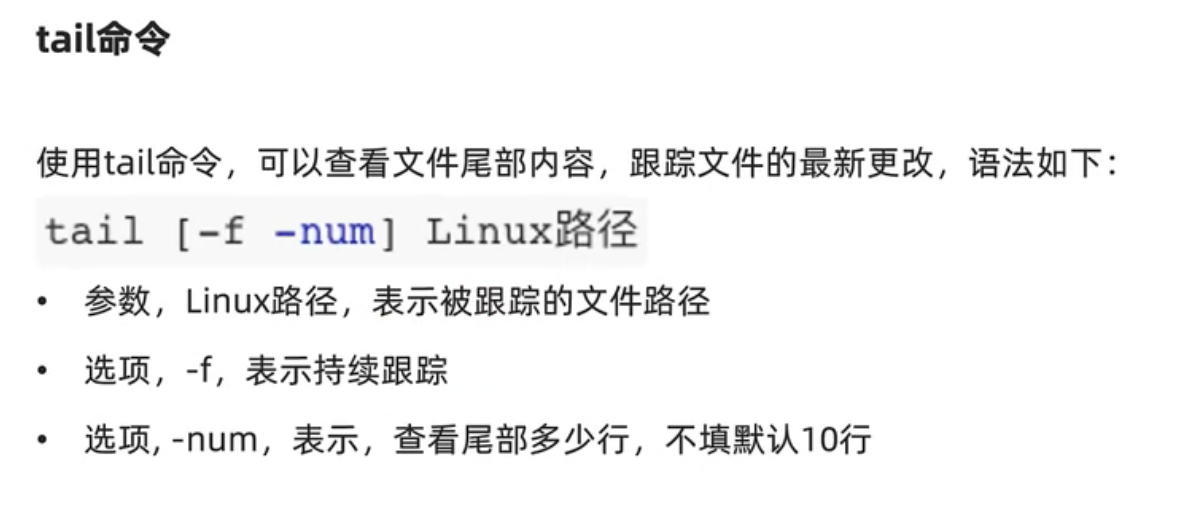 tail命令
使用tail命令，可以查看文件尾部内容，跟踪文件的最新更改，语法如下：
tail [-f -num] Linux路径
• 参数，Linux路径，表示被跟踪的文件路径
• 选项，-f，表示持续跟踪
• 选项, -num，表示，查看尾部多少行，不填默认10行